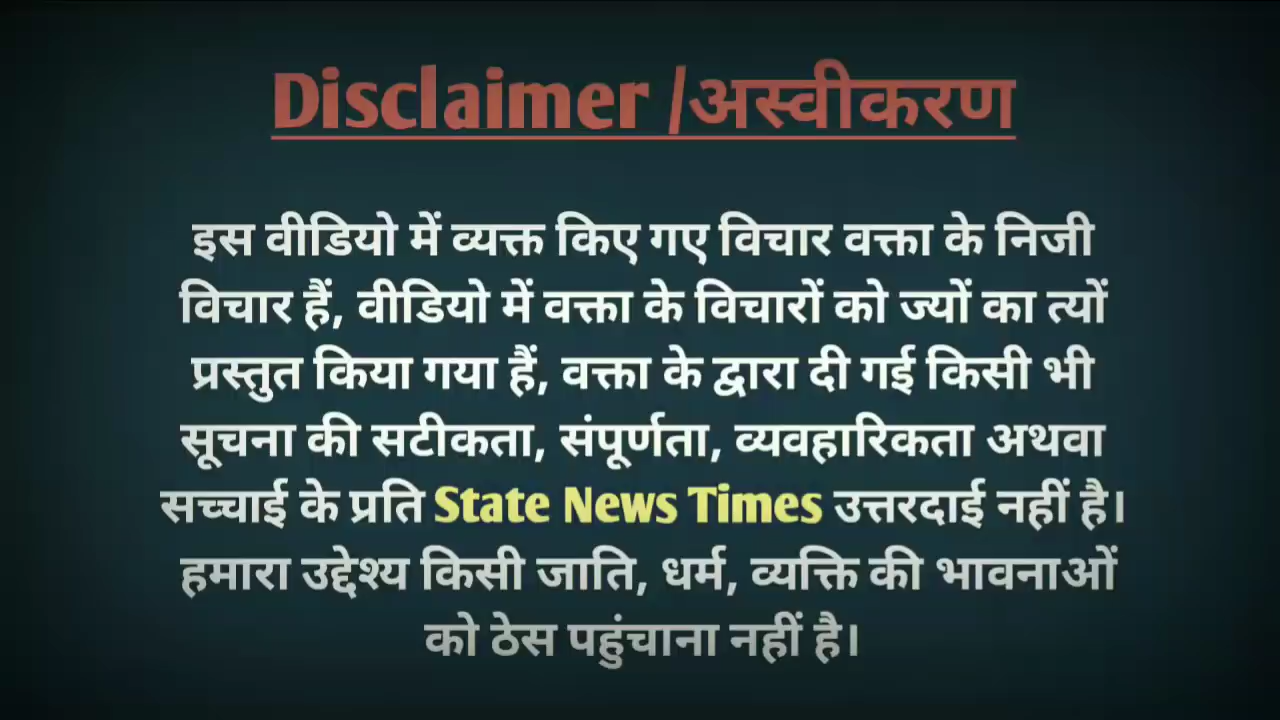 Disclaimer /अस्वीकरण
इस वीडियो में व्यक्त किए गए विचार वक्ता के निजी
विचार हैं, वीडियो में वक्ता के विचारों को ज्यों का त्यों
प्रस्तुत किया गया हैं, वक्ता के द्वारा दी गई किसी भी
सूचना की सटीकता, संपूर्णता, व्यवहारिकता अथवा
सच्चाई के प्रति State News Times उत्तरदाई नहीं है।
हमारा उद्देश्य किसी जाति, धर्म, व्यक्ति की भावनाओं
को ठेस पहुंचाना नहीं है।